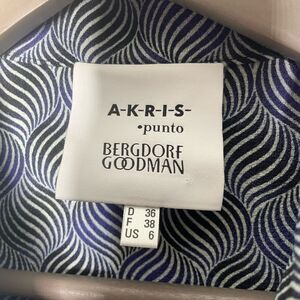 A-K-R-I-S-
•punto
BERGDORF
GOODMAN
D 36
F 38
US 6